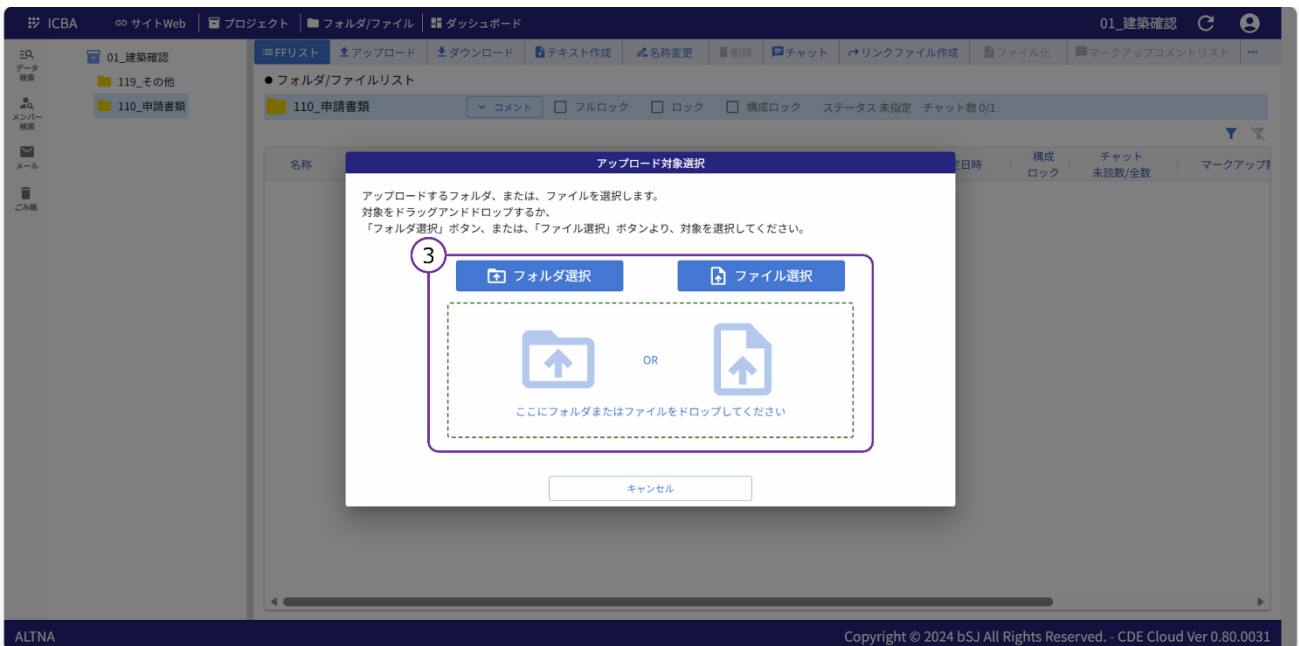 ICBA サイトWeb プロジェクト フォルダ/ファイル ダッシュボード 01_建築確認
データ
検索
メンバー
検索
メール
ごみ箱
01_建築確認
119_その他
110_申請書類
FFリスト アップロード ダウンロード テキスト作成 名称変更 削除 チャット リンクファイル作成 ファイル化 マークアップコメントリスト ...
●フォルダ/ファイルリスト
110_申請書類 コメント フルロック ロック 構成ロック ステータス 未指定 チャット数 0/1
名称 日時 構成 チャット マークアップ
ロック 未読数/全数
アップロード対象選択
アップロードするフォルダ、または、ファイルを選択します。
対象をドラッグアンドドロップするか、
「フォルダ選択」ボタン、または、「ファイル選択」ボタンより、対象を選択してください。
3
フォルダ選択 ファイル選択
OR
ここにフォルダまたはファイルをドロップしてください
キャンセル
ALTNA Copyright © 2024 bSJ All Rights Reserved. - CDE Cloud Ver 0.80.0031